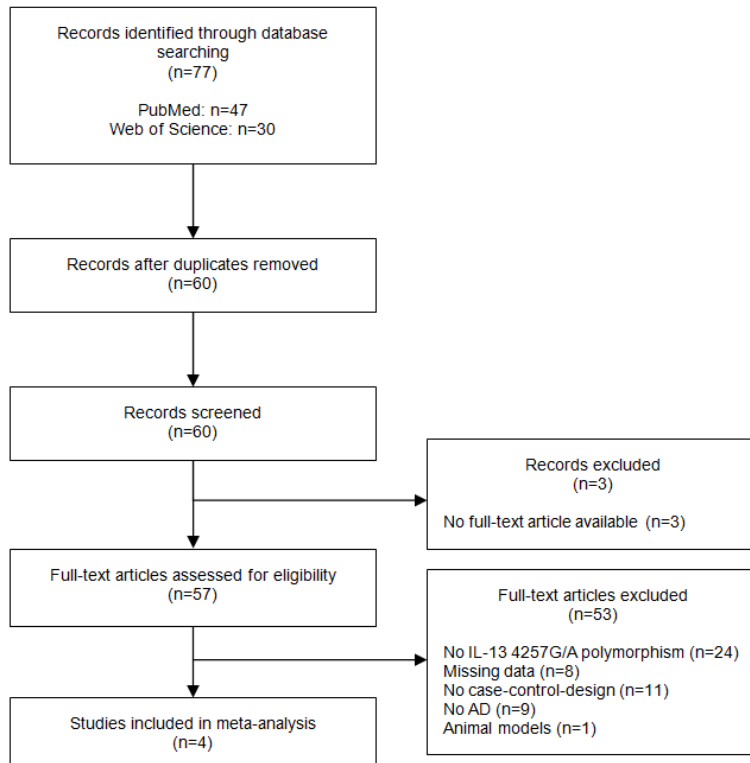 Records identified through database
searching
(n=77)
PubMed: n=47
Web of Science: n=30
Records after duplicates removed
(n=60)
Records screened
(n=60)
Records excluded
(n=3)
No full-text article available (n=3)
Full-text articles assessed for eligibility
(n=57)
Full-text articles excluded
(n=53)
No IL-13 4257G/A polymorphism (n=24)
Missing data (n=8)
No case-control-design (n=11)
No AD (n=9)
Animal models (n=1)
Studies included in meta-analysis
(n=4)